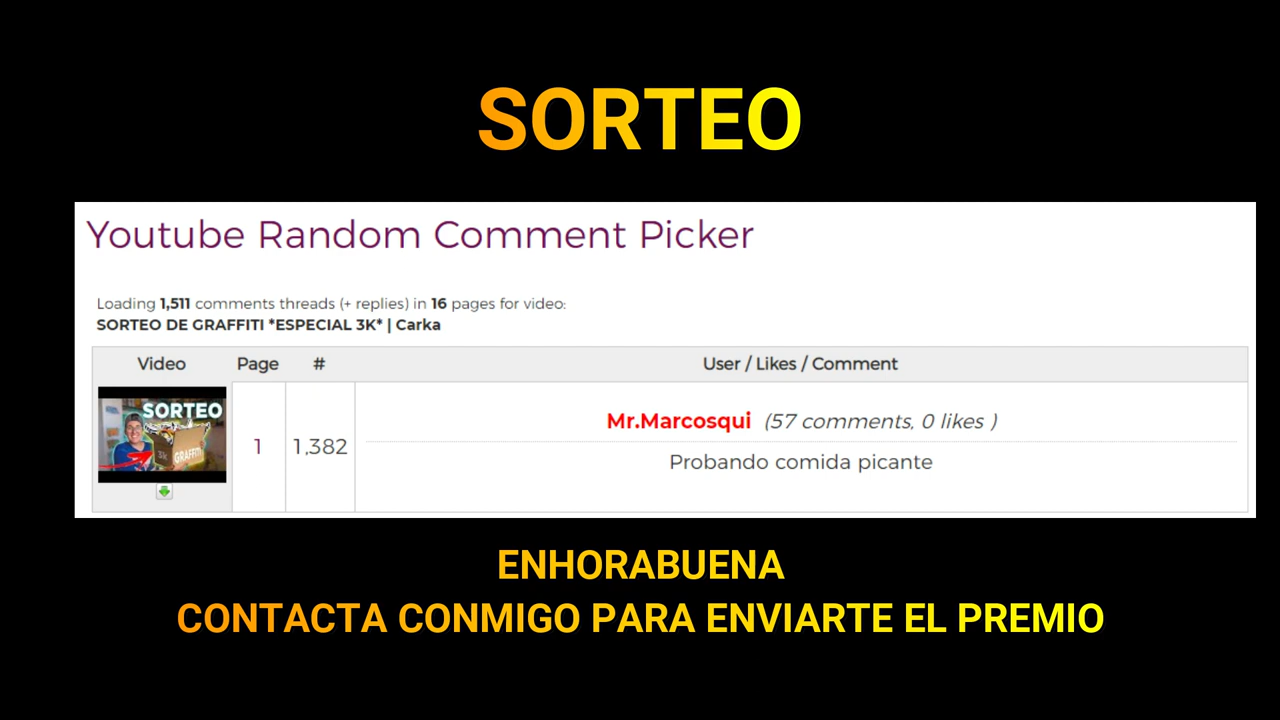 SORTEO
Youtube Random Comment Picker
Loading 1,511 comments threads (+ replies) in 16 pages for video:
SORTEO DE GRAFFITI *ESPECIAL 3K* | Carka
Video Page # User / Likes / Comment
SORTEO
3k GRAFFITI
1 1,382
Mr.Marcosqui (57 comments, 0 likes )
Probando comida picante
ENHORABUENA
CONTACTA CONMIGO PARA ENVIARTE EL PREMIO